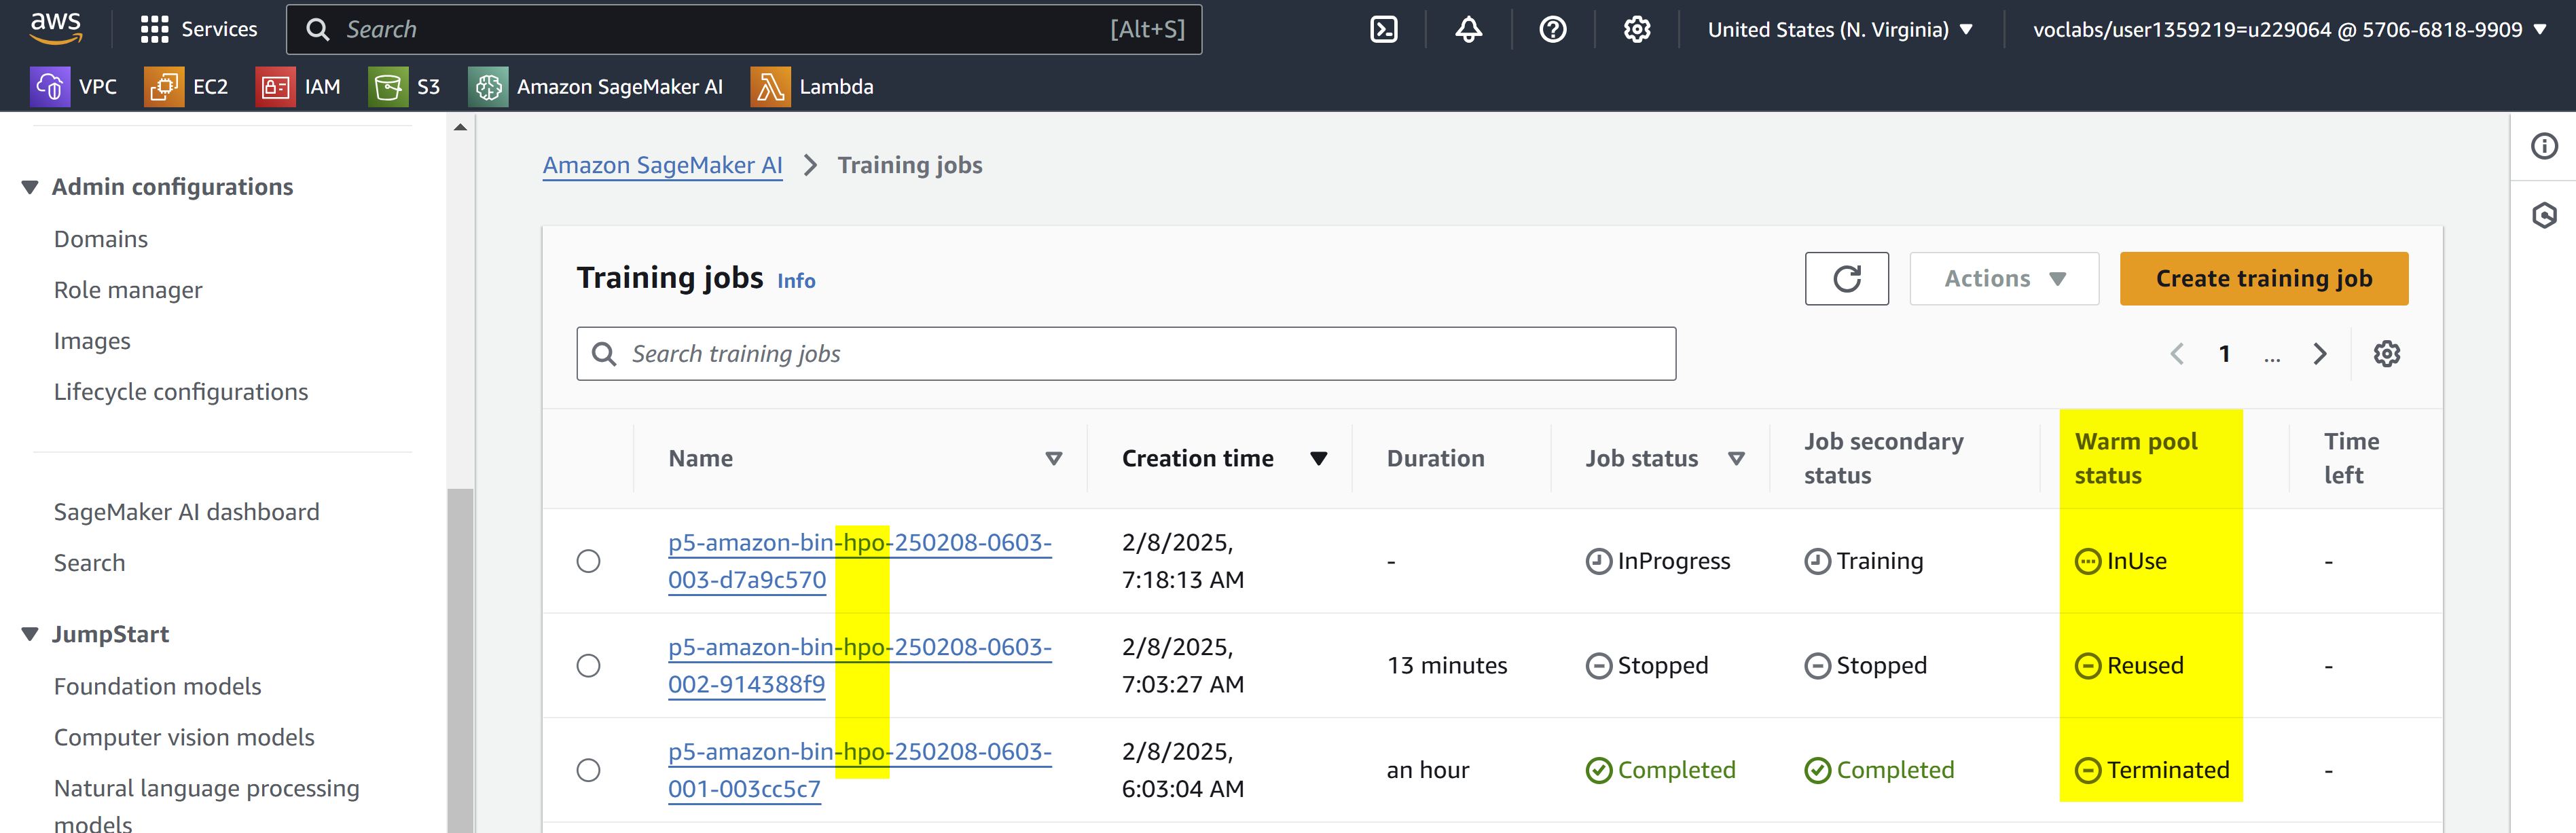 aws
Services
Search [Alt+S]
United States (N. Virginia)
voclabs/user1359219=u229064 @ 5706-6818-9909
VPC
EC2
IAM
S3
Amazon SageMaker AI
Lambda
Admin configurations
Domains
Role manager
Images
Lifecycle configurations
SageMaker AI dashboard
Search
JumpStart
Foundation models
Computer vision models
Natural language processing
models
Amazon SageMaker AI
Training jobs
Training jobs Info
Actions
Create training job
Search training jobs
1 ...
Name
Creation time
Duration
Job status
Job secondary
status
Warm pool
status
Time
left
p5-amazon-bin-hpo-250208-0603-
003-d7a9c570
2/8/2025,
7:18:13 AM
-
InProgress
Training
InUse
-
p5-amazon-bin-hpo-250208-0603-
002-914388f9
2/8/2025,
7:03:27 AM
13 minutes
Stopped
Stopped
Reused
-
p5-amazon-bin-hpo-250208-0603-
001-003cc5c7
2/8/2025,
6:03:04 AM
an hour
Completed
Completed
Terminated
-